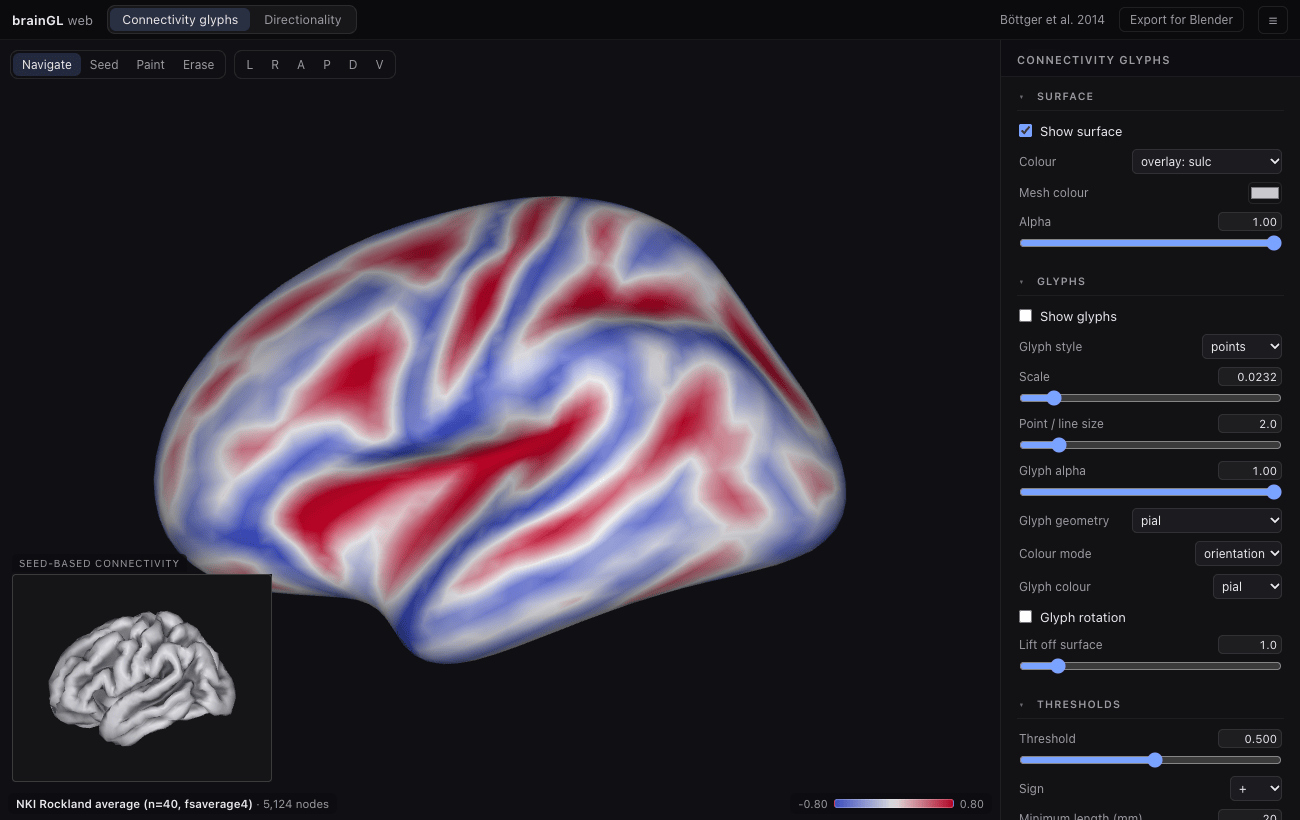 brainGL web Connectivity glyphs Directionality Böttger et al. 2014 Export for Blender ≡
Navigate Seed Paint Erase L R A P D V
SEED-BASED CONNECTIVITY
NKI Rockland average (n=40, fsaverage4) · 5,124 nodes
-0.80 0.80
CONNECTIVITY GLYPHS
SURFACE
Show surface
Colour overlay: sulc
Mesh colour
Alpha 1.00
GLYPHS
Show glyphs
Glyph style points
Scale 0.0232
Point / line size 2.0
Glyph alpha 1.00
Glyph geometry pial
Colour mode orientation
Glyph colour pial
Glyph rotation
Lift off surface 1.0
THRESHOLDS
Threshold 0.500
Sign +
Minimum length (mm) 20